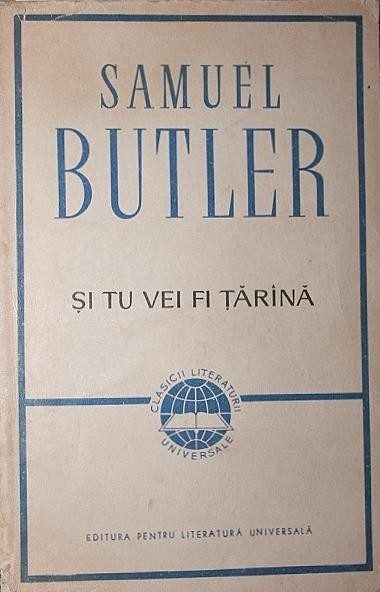 SAMUEL
BUTLER
ȘI TU VEI FI ȚĂRÎNĂ
CLASICII LITERATURII
UNIVERSALE
EDITURA PENTRU LITERATURĂ UNIVERSALĂ